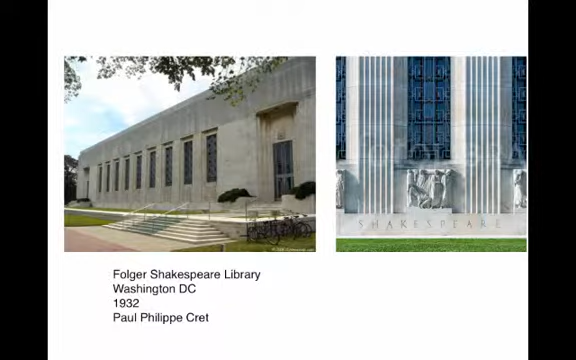 SHAKESPEARE
Folger Shakespeare Library
Washington DC
1932
Paul Philippe Cret